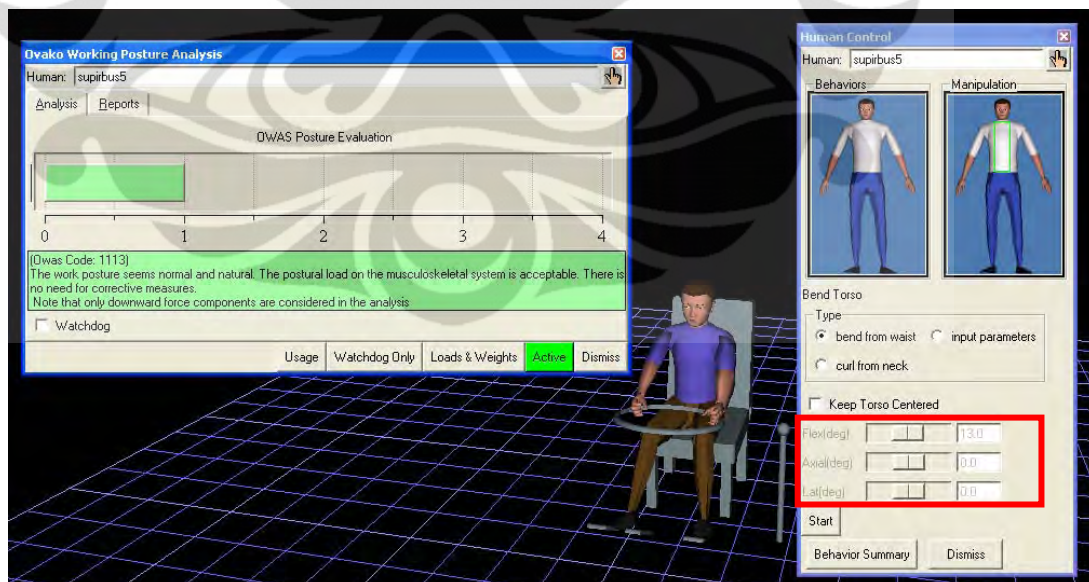 Ovako Working Posture Analysis
Human: supirbus5
Analysis Reports
OWAS Posture Evaluation
0 1 2 3 4
(Owas Code: 1113)
The work posture seems normal and natural. The postural load on the musculoskeletal system is acceptable. There is
no need for corrective measures.
Note that only downward force components are considered in the analysis
Watchdog
Usage Watchdog Only Loads & Weights Active Dismiss
Human Control
Human: supirbus5
Behaviors Manipulation
Bend Torso
Type
bend from waist input parameters
curl from neck
Keep Torso Centered
Flex(deg) 13.0
Axial(deg) 0.0
Lat(deg) 0.0
Start
Behavior Summary Dismiss